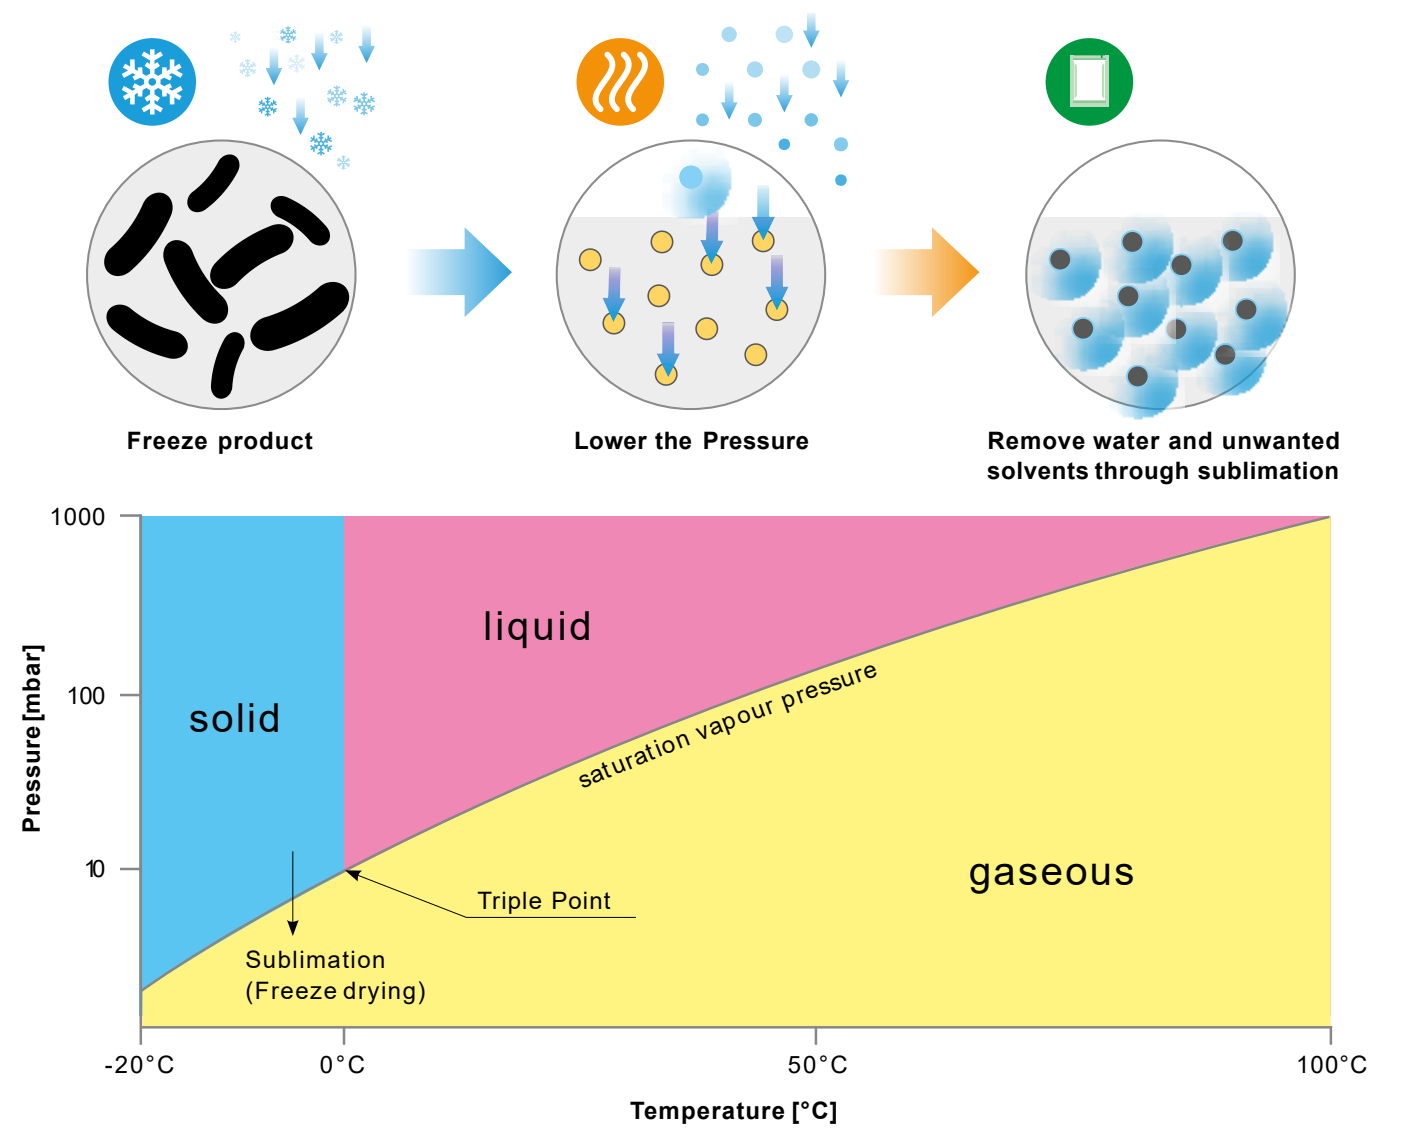 Freeze product
Lower the Pressure
Remove water and unwanted
solvents through sublimation
1000
liquid
Pressure [mbar]
100
solid
saturation vapour pressure
10
gaseous
Triple Point
Sublimation
(Freeze drying)
-20°C
0°C
50°C
100°C
Temperature [°C]